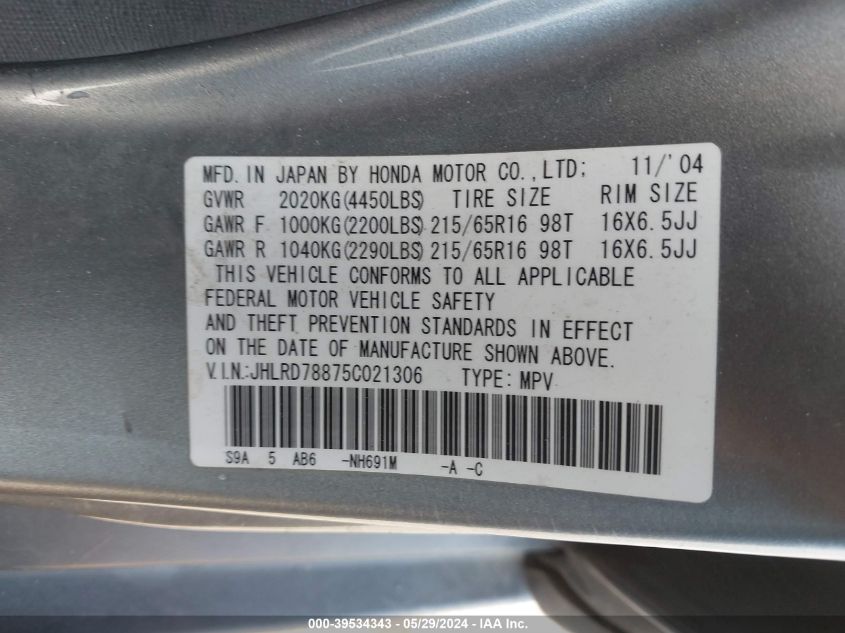 MFD. IN JAPAN BY HONDA MOTOR CO.,LTD; 11/'04
GVWR 2020KG(4450LBS) TIRE SIZE RIM SIZE
GAWR F 1000KG(2200LBS) 215/65R16 98T 16X6.5JJ
GAWR R 1040KG(2290LBS) 215/65R16 98T 16X6.5JJ
THIS VEHICLE CONFORMS TO ALL APPLICABLE
FEDERAL MOTOR VEHICLE SAFETY
AND THEFT PREVENTION STANDARDS IN EFFECT
ON THE DATE OF MANUFACTURE SHOWN ABOVE.
V.I.N.:JHLRD78875C021306 TYPE: MPV
S9A 5 AB6 -NH691M -A -C
000-39534343 - 05/29/2024 - IAA Inc.